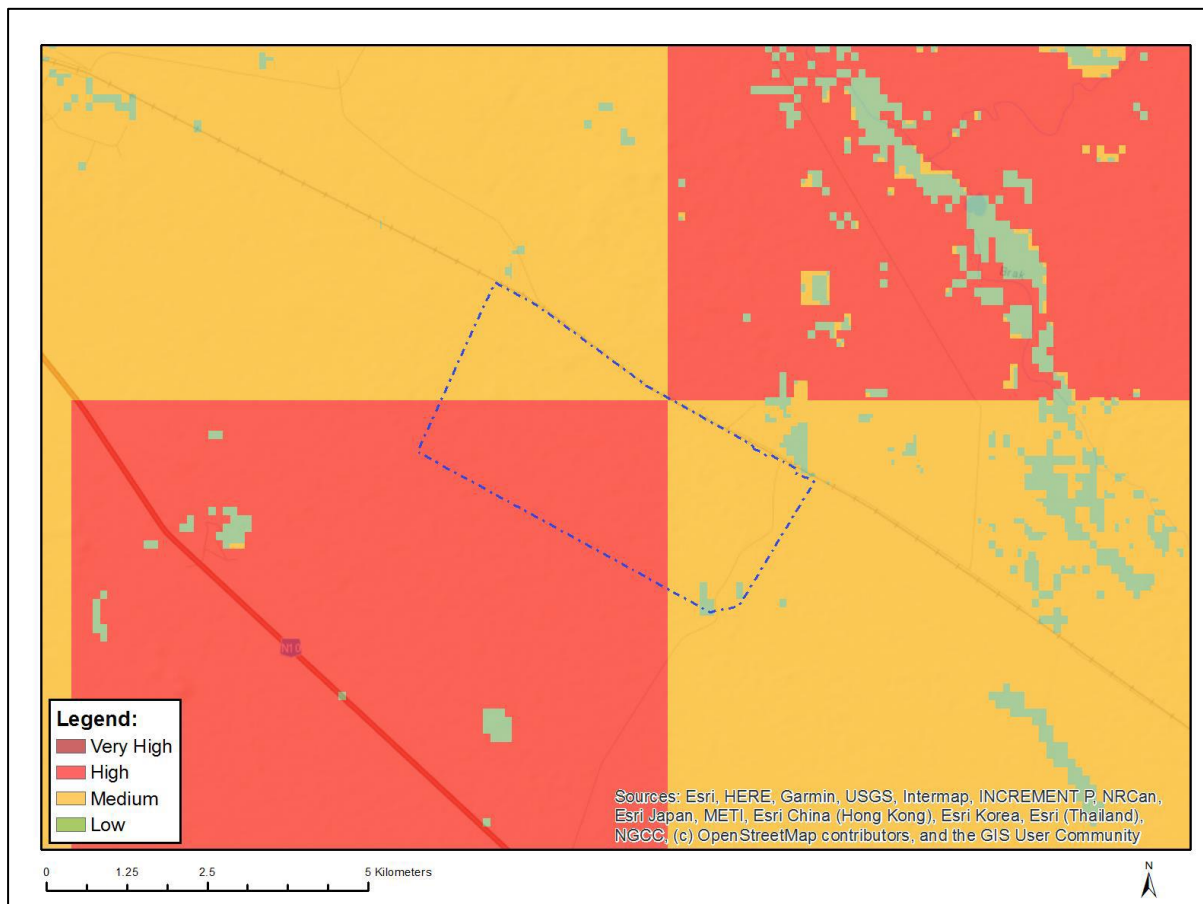 Brak
N10
Legend:
Very High
High
Medium
Low
Sources: Esri, HERE, Garmin, USGS, Intermap, INCREMENT P, NRCan,
Esri Japan, METI, Esri China (Hong Kong), Esri Korea, Esri (Thailand),
NGCC, (c) OpenStreetMap contributors, and the GIS User Community
0 1.25 2.5 5 Kilometers
N